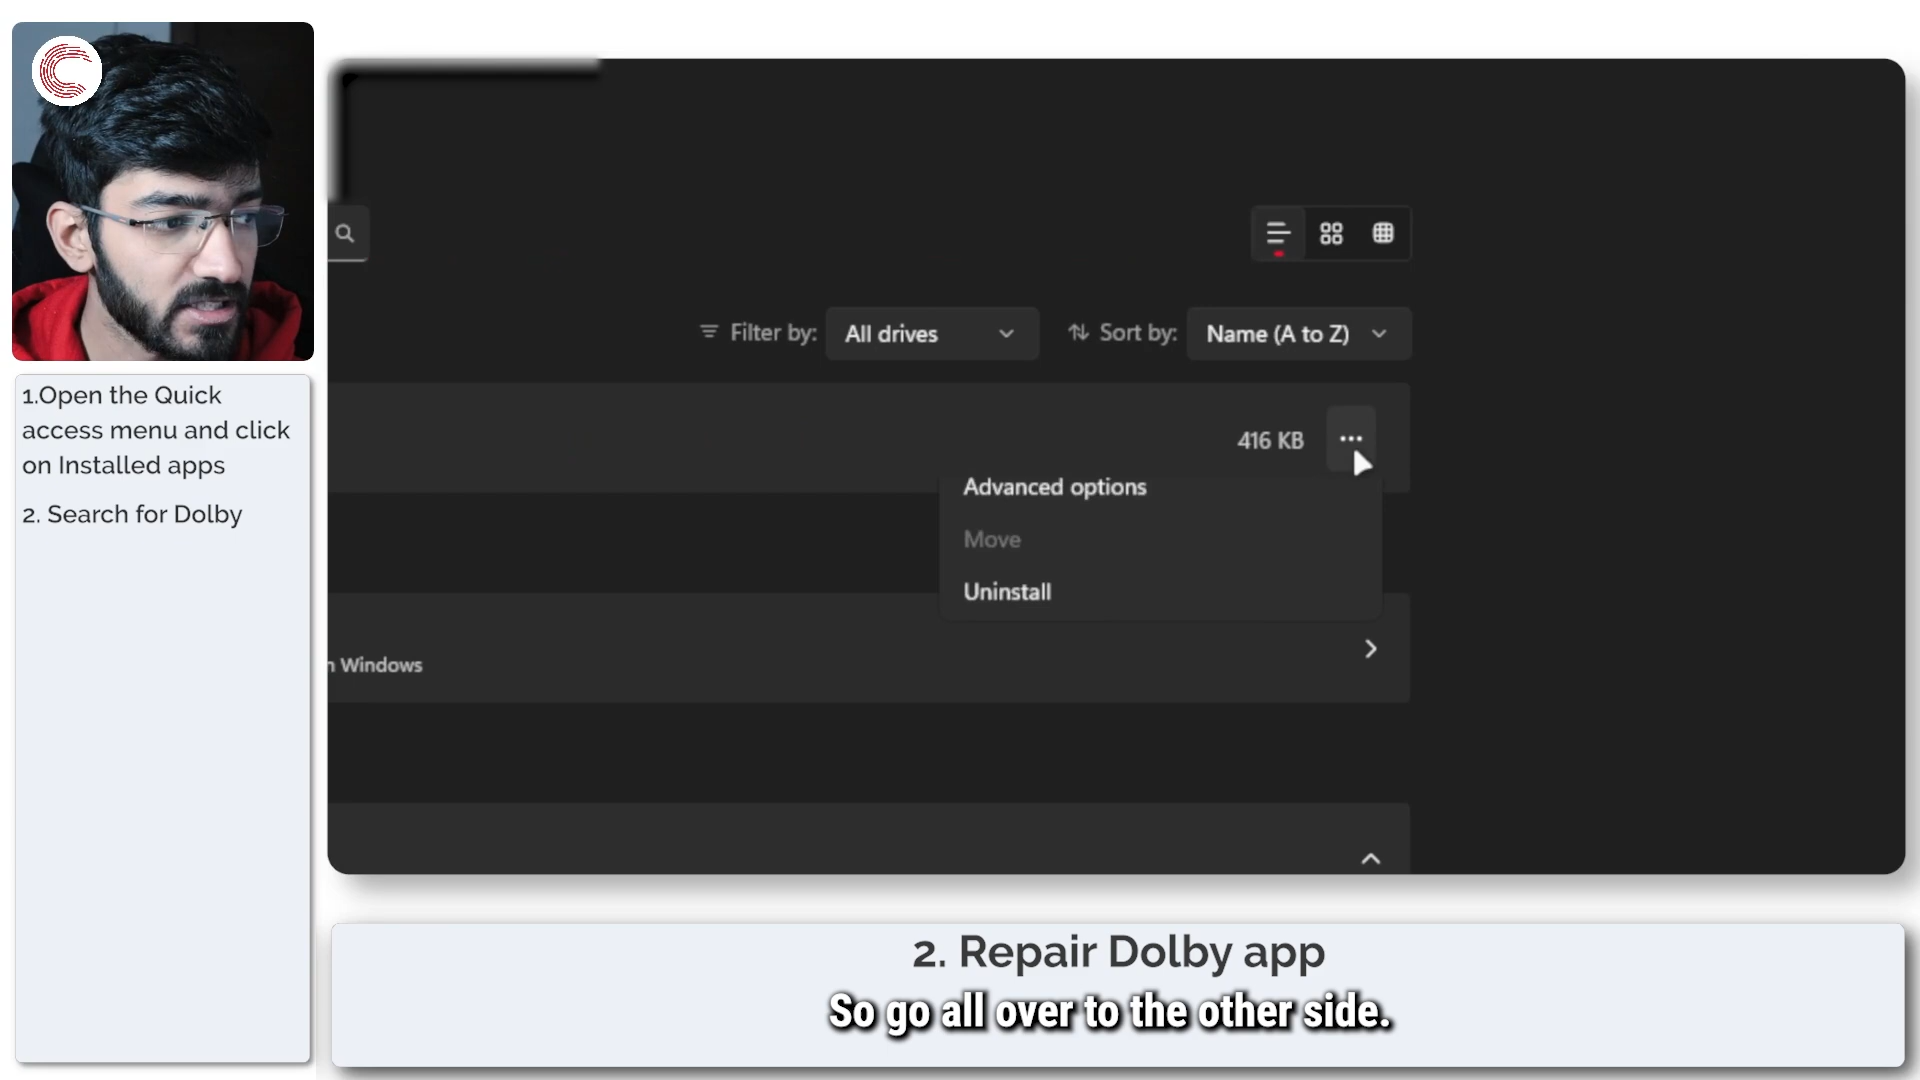 1.Open the Quick
access menu and click
on Installed apps
2. Search for Dolby
Filter by:
All drives
Sort by:
Name (A to Z)
416 KB
Advanced options
Move
Uninstall
n Windows
2. Repair Dolby app
So go all over to the other side.